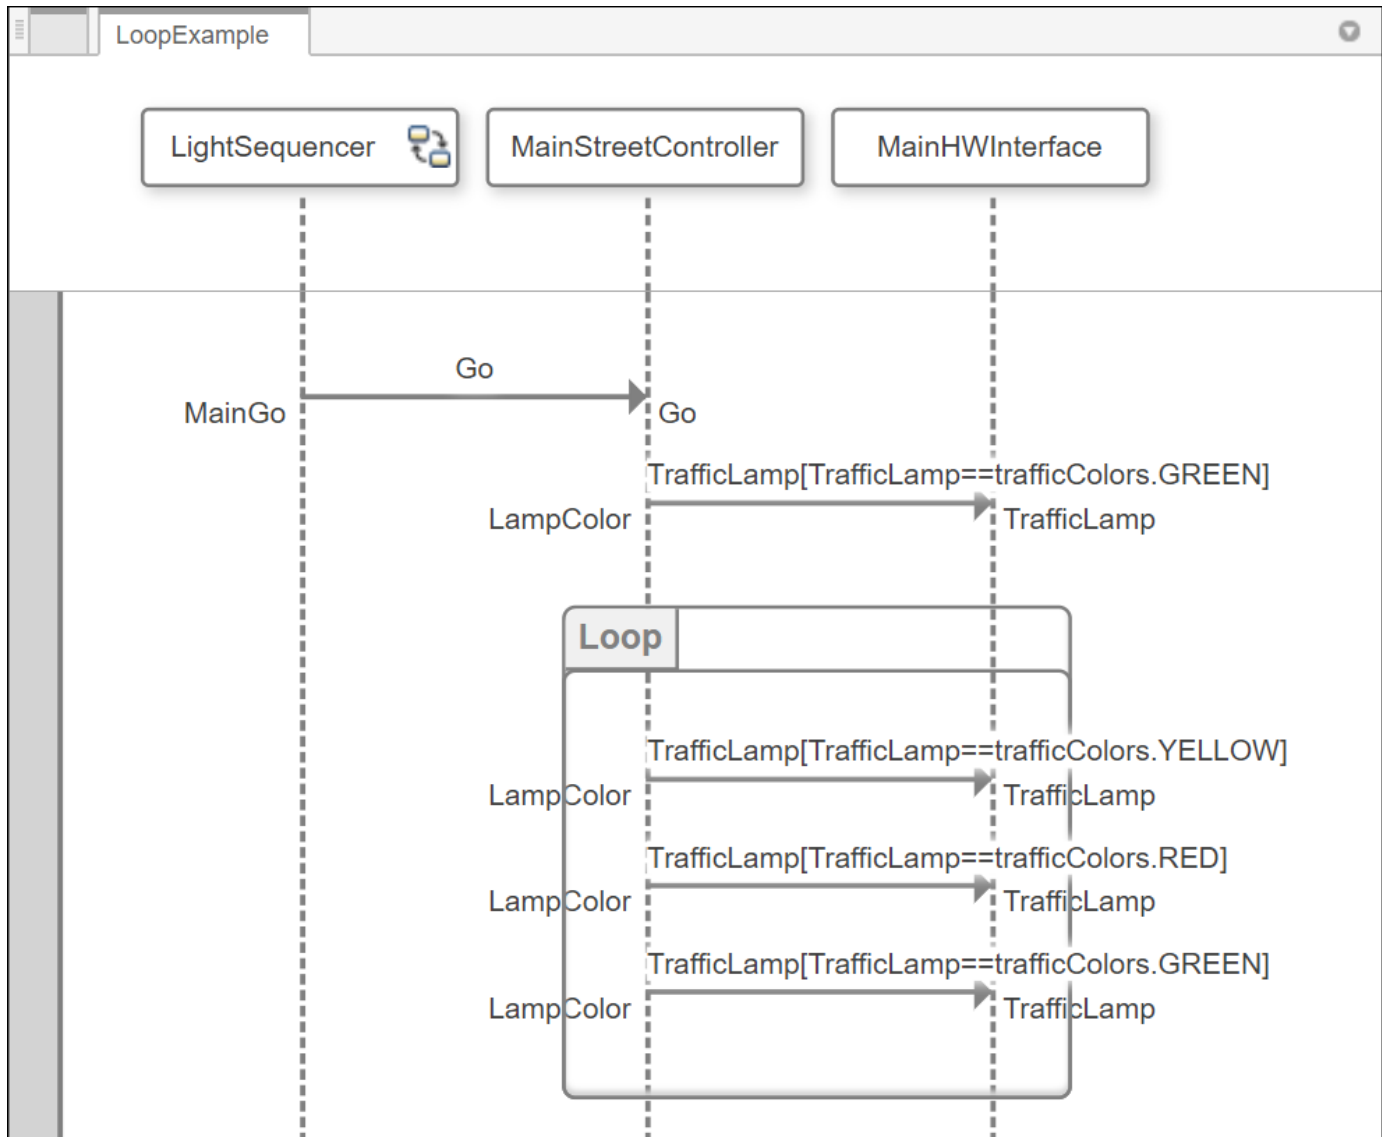 LoopExample
LightSequencer
MainStreetController
MainHWInterface
Go
MainGo
Go
TrafficLamp[TrafficLamp==trafficColors.GREEN]
LampColor
TrafficLamp
Loop
TrafficLamp[TrafficLamp==trafficColors.YELLOW]
LampColor
TrafficLamp
TrafficLamp[TrafficLamp==trafficColors.RED]
LampColor
TrafficLamp
TrafficLamp[TrafficLamp==trafficColors.GREEN]
LampColor
TrafficLamp